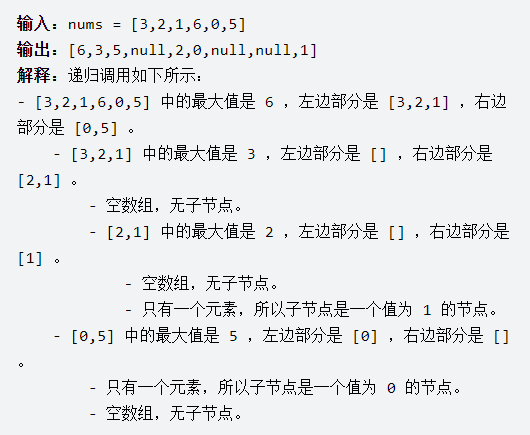 输入：nums = [3,2,1,6,0,5]
输出：[6,3,5,null,2,0,null,null,1]
解释：递归调用如下所示：
- [3,2,1,6,0,5] 中的最大值是 6 ，左边部分是 [3,2,1] ，右边
部分是 [0,5] 。
- [3,2,1] 中的最大值是 3 ，左边部分是 [] ，右边部分是
[2,1] 。
- 空数组，无子节点。
- [2,1] 中的最大值是 2 ，左边部分是 [] ，右边部分是
[1] 。
- 空数组，无子节点。
- 只有一个元素，所以子节点是一个值为 1 的节点。
- [0,5] 中的最大值是 5 ，左边部分是 [0] ，右边部分是 []
。
- 只有一个元素，所以子节点是一个值为 0 的节点。
- 空数组，无子节点。